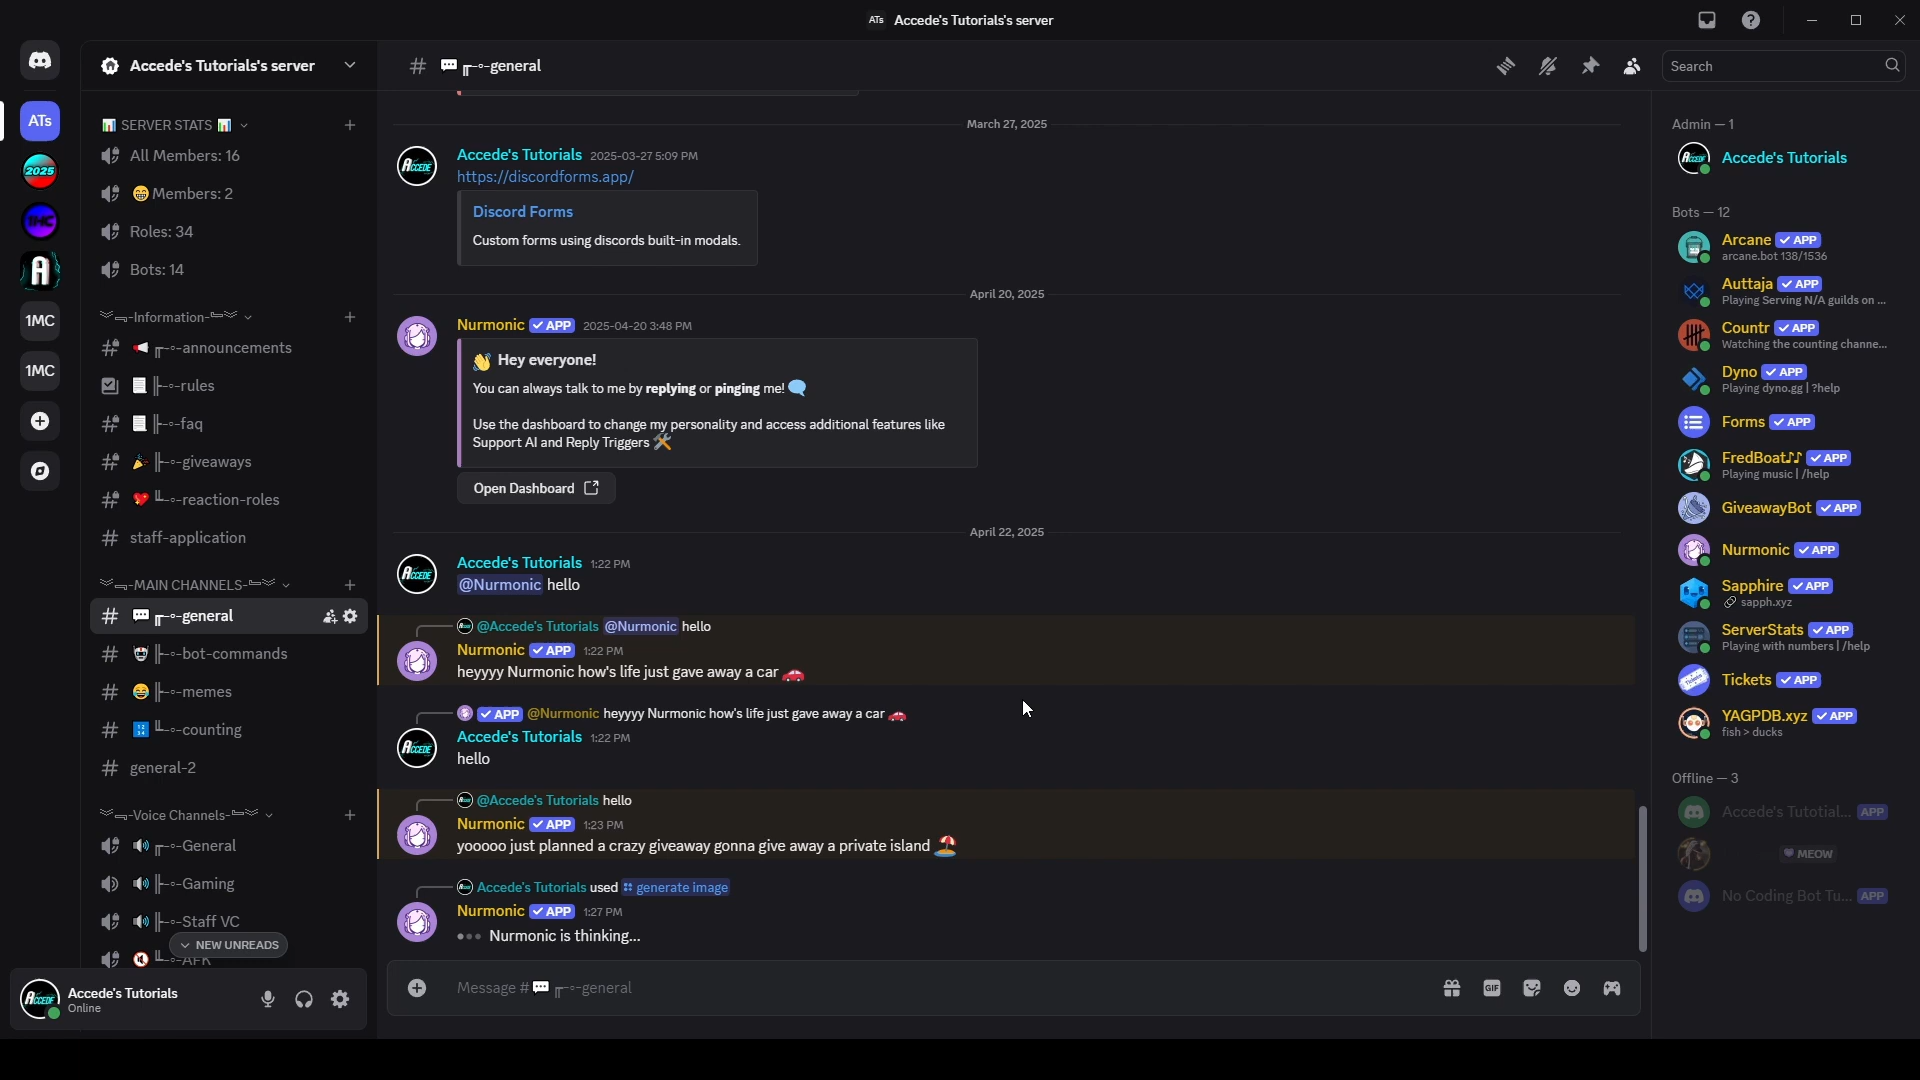 ATs Accede's Tutorials's server
ATs
2025
1HC
A
1MC
1MC
Accede's Tutorials's server
SERVER STATS
All Members: 16
Members: 2
Roles: 34
Bots: 14
-Information-
-announcements
-rules
-faq
-giveaways
-reaction-roles
staff-application
-MAIN CHANNELS-
-general
-bot-commands
-memes
-counting
general-2
-Voice Channels-
-General
-Gaming
-Staff VC
NEW UNREADS
-AFK
ACCEDE
Accede's Tutorials
Online
# -general
Search
March 27, 2025
Accede's Tutorials 2025-03-27 5:09 PM
https://discordforms.app/
Discord Forms
Custom forms using discords built-in modals.
April 20, 2025
Nurmonic APP 2025-04-20 3:48 PM
Hey everyone!
You can always talk to me by replying or pinging me!
Use the dashboard to change my personality and access additional features like
Support AI and Reply Triggers
Open Dashboard
April 22, 2025
Accede's Tutorials 1:22 PM
@Nurmonic hello
@Accede's Tutorials @Nurmonic hello
Nurmonic APP 1:22 PM
heyyyy Nurmonic how's life just gave away a car
APP @Nurmonic heyyyy Nurmonic how's life just gave away a car
Accede's Tutorials 1:22 PM
hello
@Accede's Tutorials hello
Nurmonic APP 1:23 PM
yooooo just planned a crazy giveaway gonna give away a private island
Accede's Tutorials used generate image
Nurmonic APP 1:27 PM
Nurmonic is thinking...
Message # -general
GIF
Admin — 1
Accede's Tutorials
Bots — 12
Arcane APP
arcane.bot 138/1536
Auttaja APP
Playing Serving N/A guilds on ...
Countr APP
Watching the counting channe...
Dyno APP
Playing dyno.gg | ?help
Forms APP
FredBoat♪♪ APP
Playing music | /help
GiveawayBot APP
Nurmonic APP
Sapphire APP
sapph.xyz
ServerStats APP
Playing with numbers | /help
Tickets APP
YAGPDB.xyz APP
fish > ducks
Offline — 3
Accede's Tutotial... APP
MEOW
No Coding Bot Tu... APP